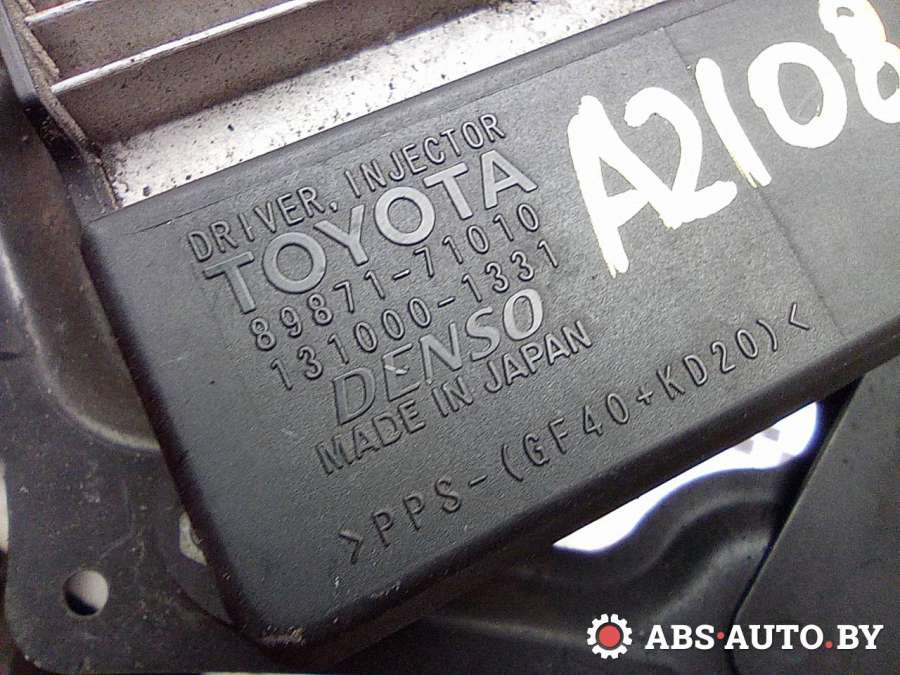 DRIVER, INJECTOR
TOYOTA
89871-71010
131000-1331
DENSO
MADE IN JAPAN
>PPS-(GF40+KD20)<
A2108
ABS-AUTO.BY